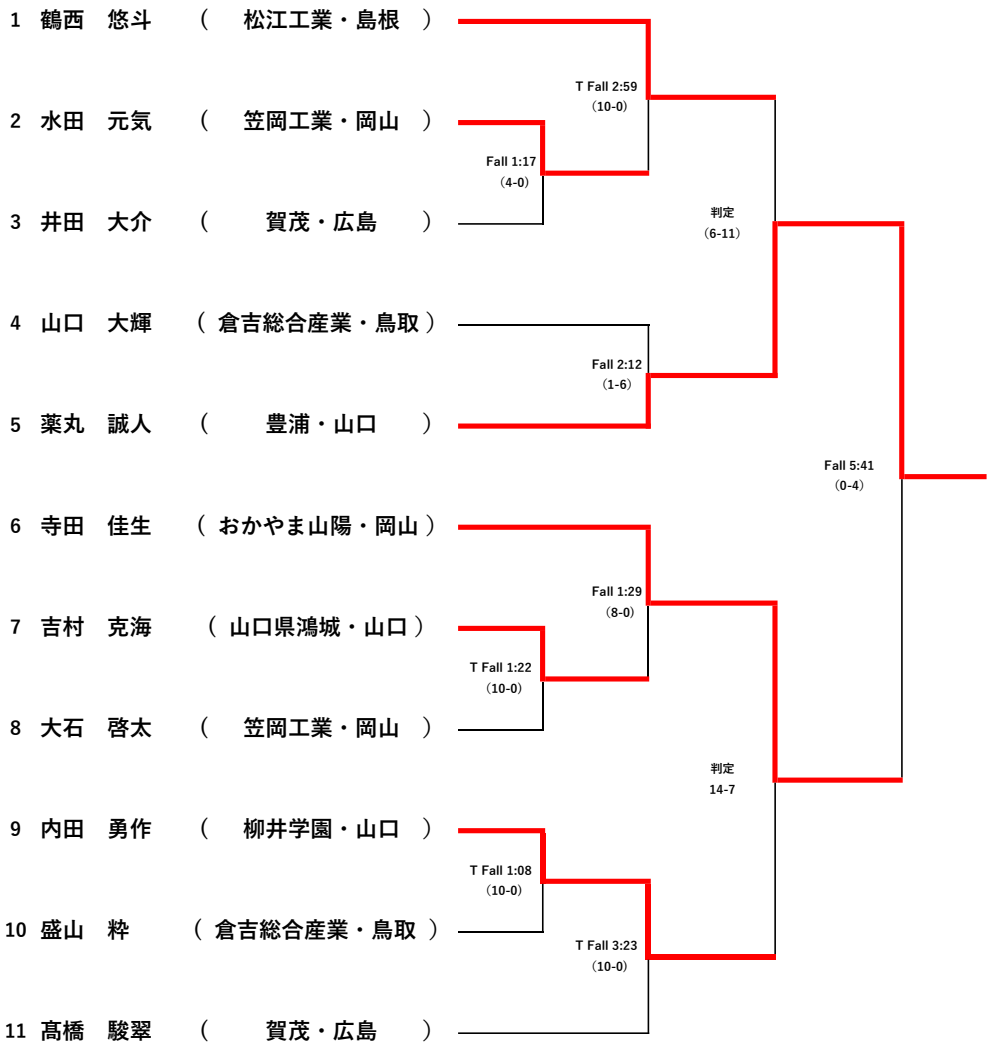 1 鶴西 悠斗 （ 松江工業・島根 ）
T Fall 2:59
（10-0）
2 水田 元気 （ 笠岡工業・岡山 ）
Fall 1:17
（4-0）
3 井田 大介 （ 賀茂・広島 ）
判定
（6-11）
4 山口 大輝 （ 倉吉総合産業・鳥取 ）
Fall 2:12
（1-6）
5 薬丸 誠人 （ 豊浦・山口 ）
Fall 5:41
（0-4）
6 寺田 佳生 （ おかやま山陽・岡山 ）
Fall 1:29
（8-0）
7 吉村 克海 （ 山口県鴻城・山口 ）
T Fall 1:22
（10-0）
8 大石 啓太 （ 笠岡工業・岡山 ）
判定
14-7
9 内田 勇作 （ 柳井学園・山口 ）
T Fall 1:08
（10-0）
10 盛山 粋 （ 倉吉総合産業・鳥取 ）
T Fall 3:23
（10-0）
11 髙橋 駿翠 （ 賀茂・広島 ）